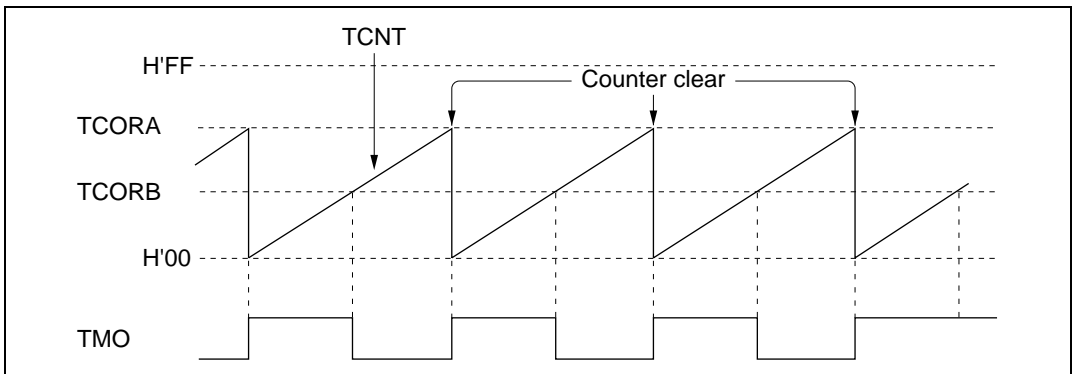 TCNT
H'FF
Counter clear
TCORA
TCORB
H'00
TMO